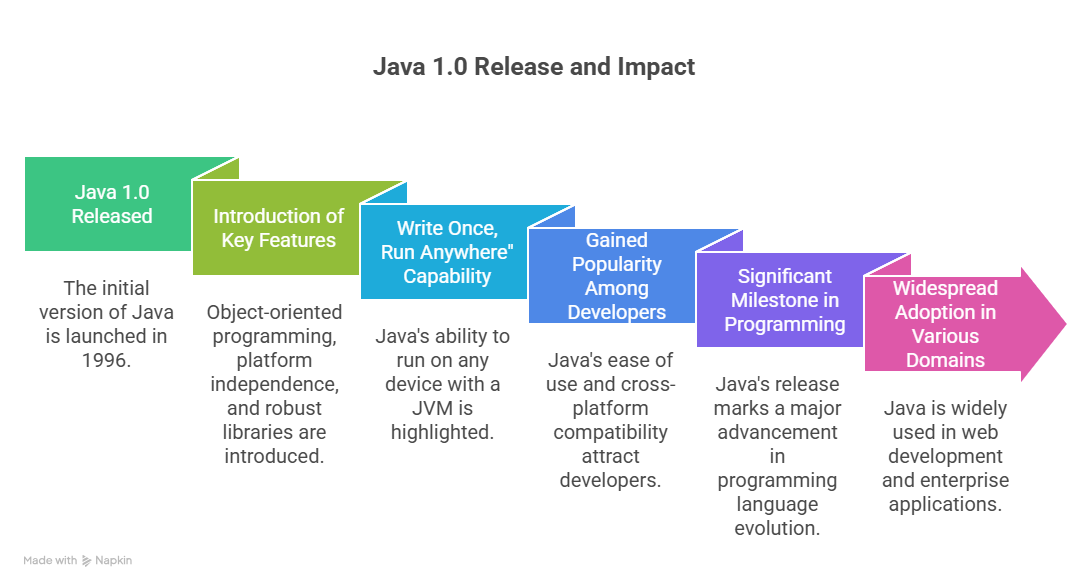 Java 1.0 Release and Impact
Java 1.0
Released
The initial
version of Java
is launched in
1996.
Introduction of
Key Features
Object-oriented
programming,
platform
independence,
and robust
libraries are
introduced.
Write Once,
Run Anywhere"
Capability
Java's ability to
run on any
device with a
JVM is
highlighted.
Gained
Popularity
Among
Developers
Java's ease of
use and cross-
platform
compatibility
attract
developers.
Significant
Milestone in
Programming
Java's release
marks a major
advancement
in
programming
language
evolution.
Widespread
Adoption in
Various
Domains
Java is widely
used in web
development
and enterprise
applications.
Made with Napkin